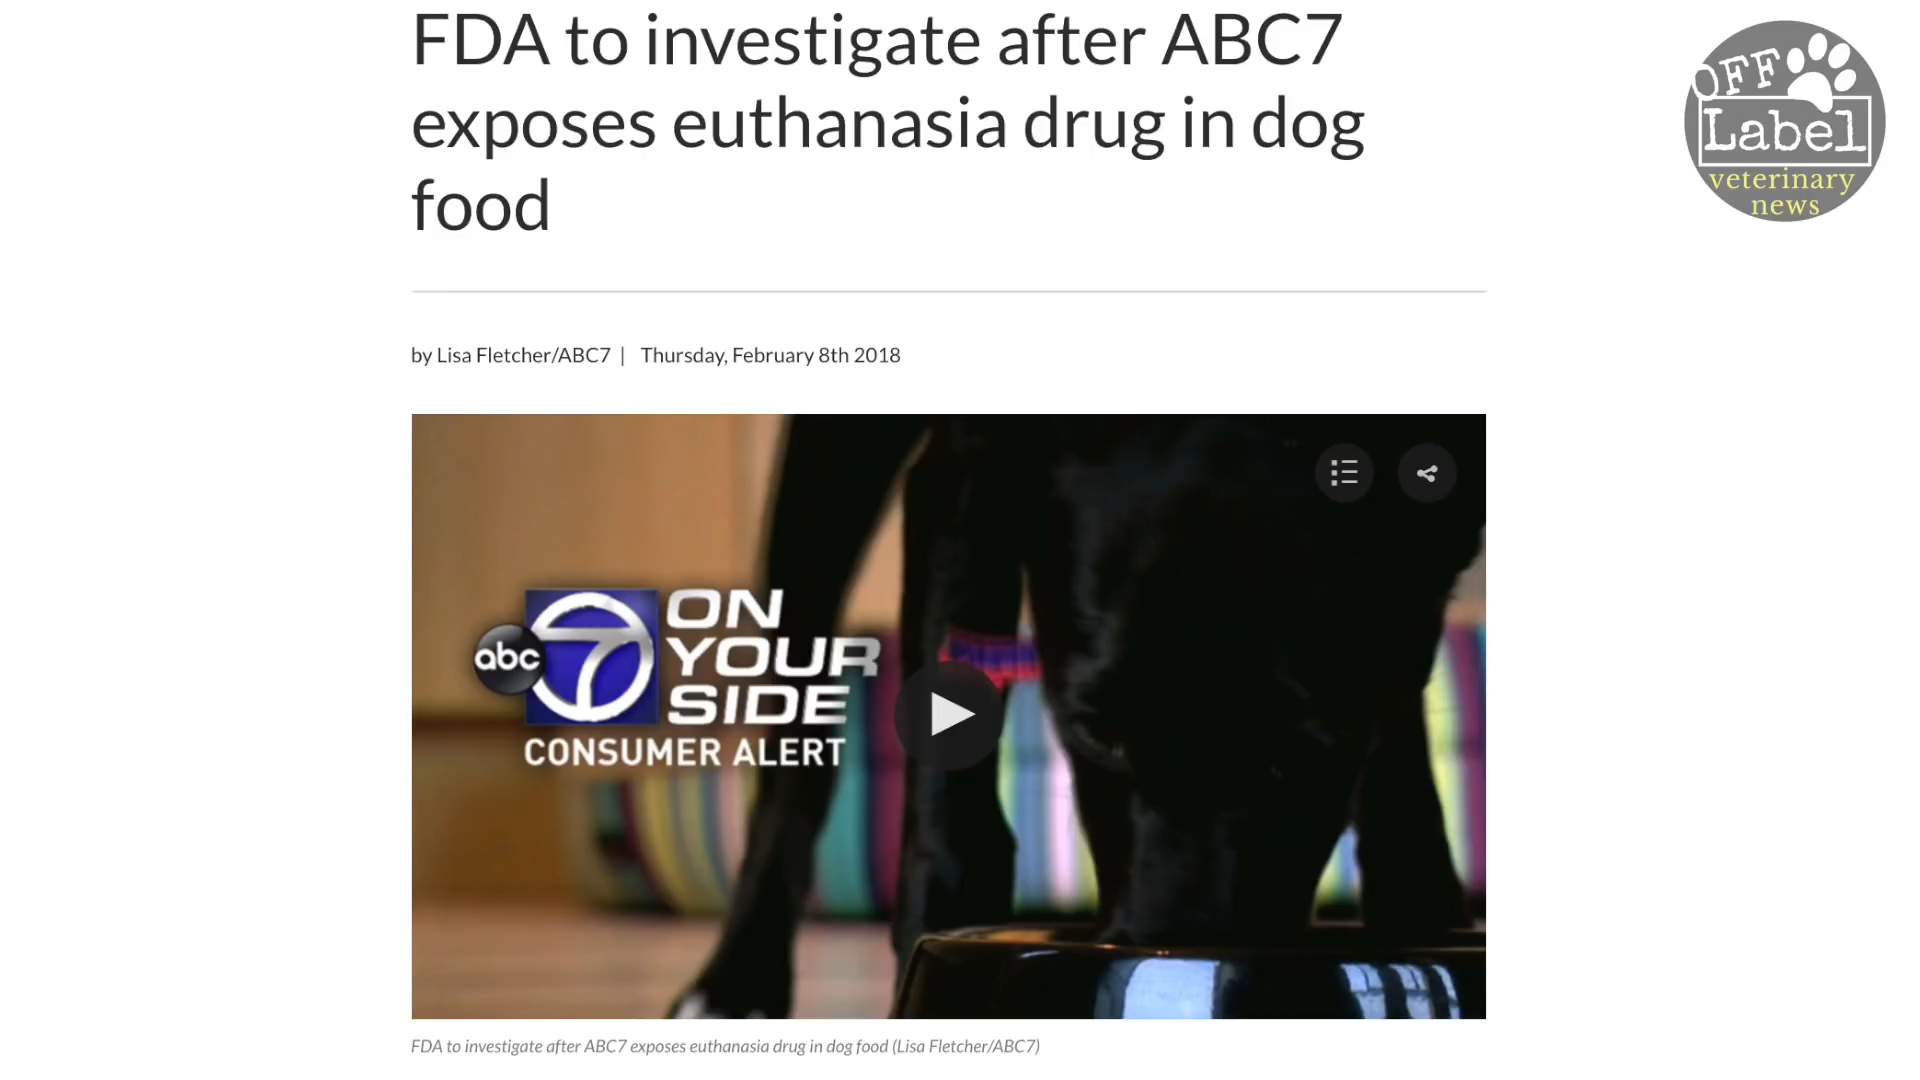 FDA to investigate after ABC7
exposes euthanasia drug in dog
food
OFF
Label
veterinary
news
by Lisa Fletcher/ABC7 | Thursday, February 8th 2018
abc 7
ON
YOUR
SIDE
CONSUMER ALERT
FDA to investigate after ABC7 exposes euthanasia drug in dog food (Lisa Fletcher/ABC7)